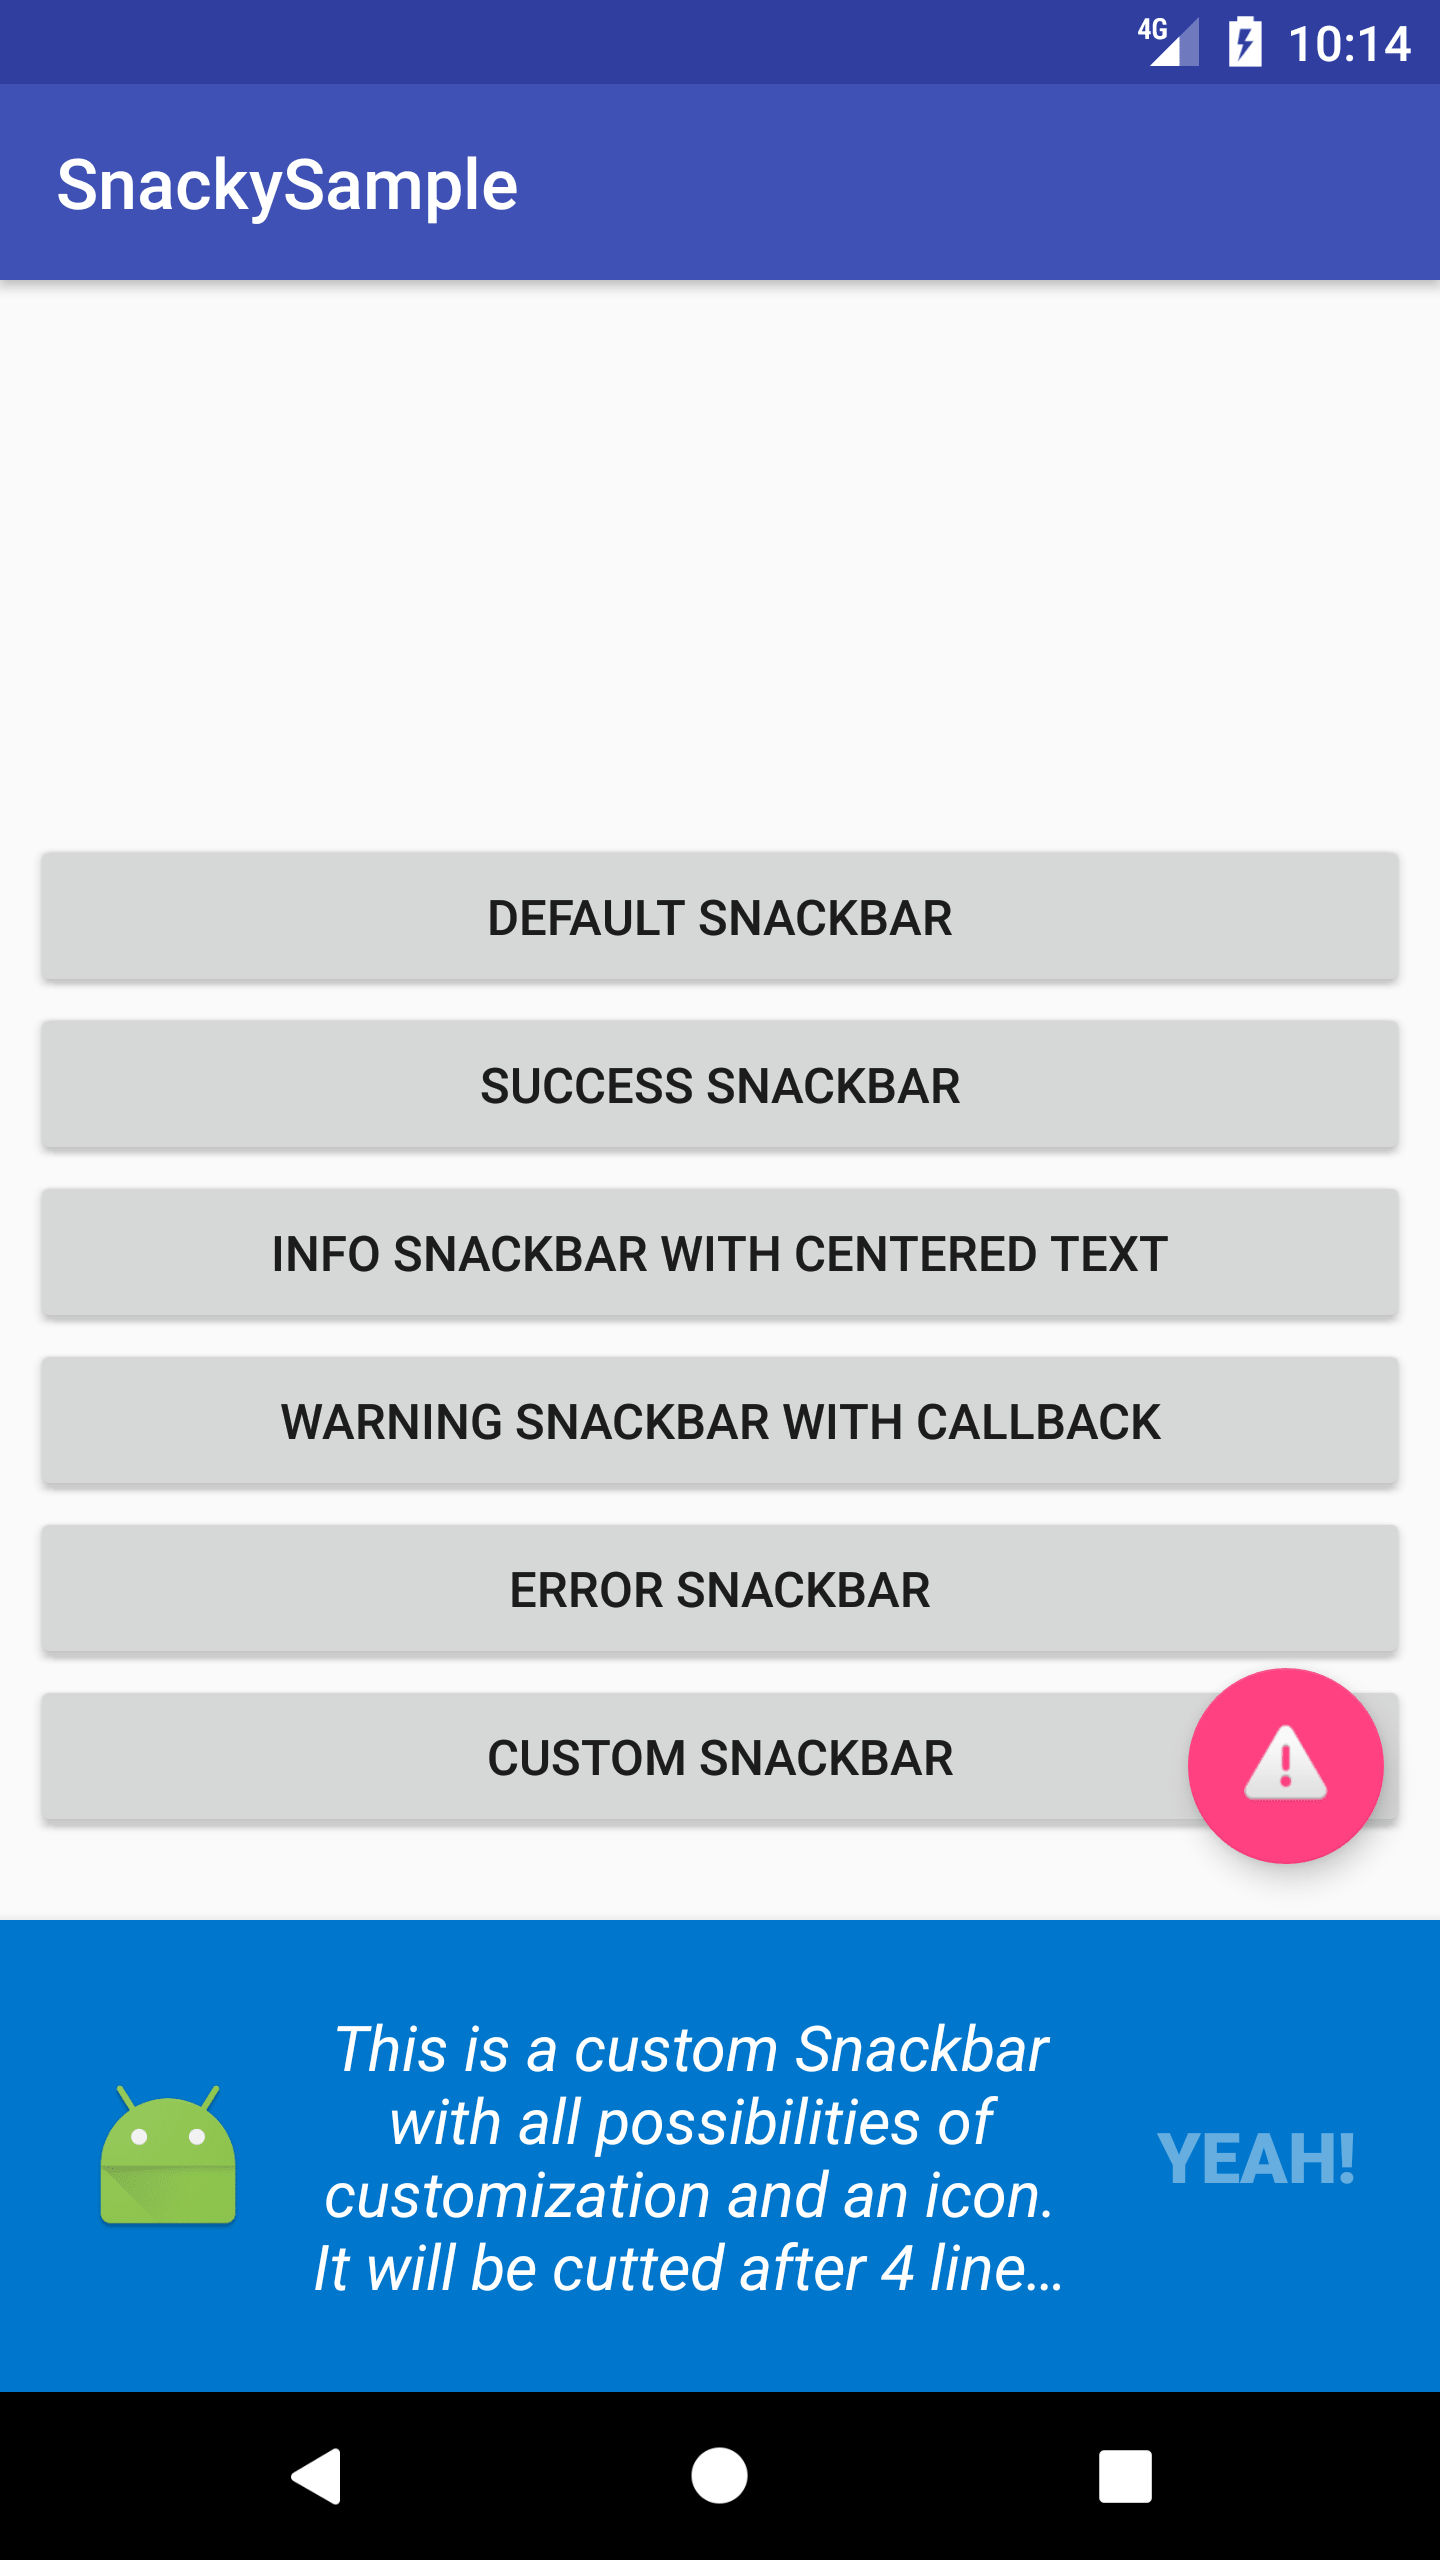 4G 10:14
SnackySample
DEFAULT SNACKBAR
SUCCESS SNACKBAR
INFO SNACKBAR WITH CENTERED TEXT
WARNING SNACKBAR WITH CALLBACK
ERROR SNACKBAR
CUSTOM SNACKBAR
This is a custom Snackbar
with all possibilities of
customization and an icon.
It will be cutted after 4 line…
YEAH!